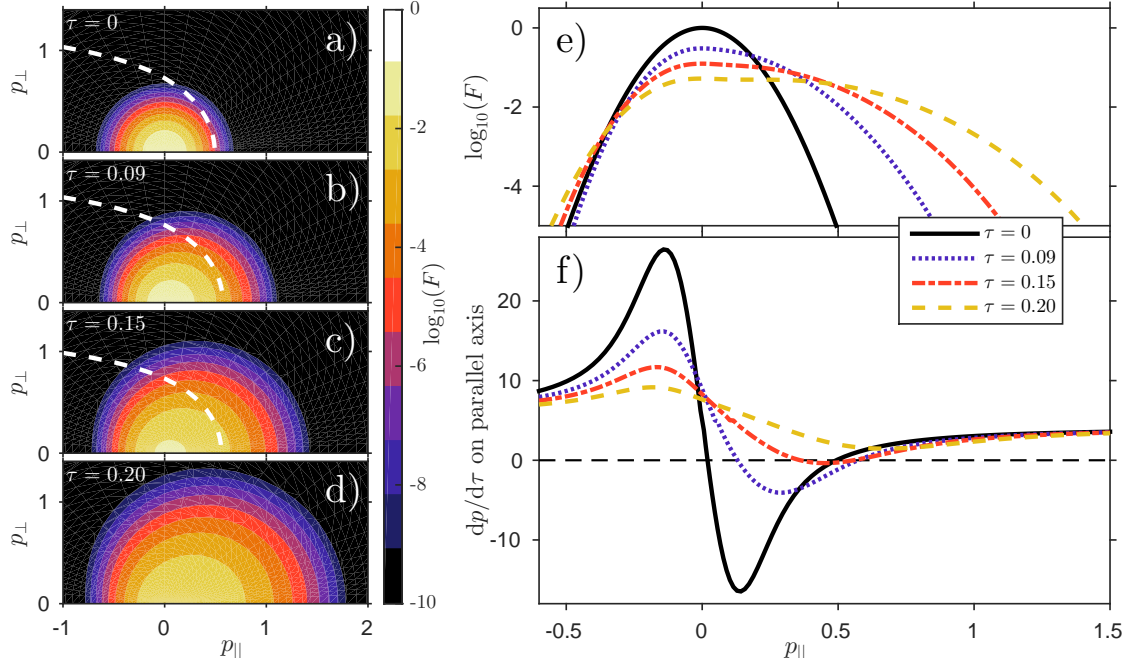 τ = 0
a)
p⊥
1
0
τ = 0.09
b)
p⊥
1
0
τ = 0.15
c)
p⊥
1
0
τ = 0.20
d)
p⊥
1
0
-1
0
1
2
p||
0
-2
-4
-6
-8
-10
log10(F)
e)
log10(F)
0
-2
-4
τ = 0
τ = 0.09
τ = 0.15
τ = 0.20
f)
dp/dτ on parallel axis
20
10
0
-10
-0.5
0
0.5
1
1.5
p||